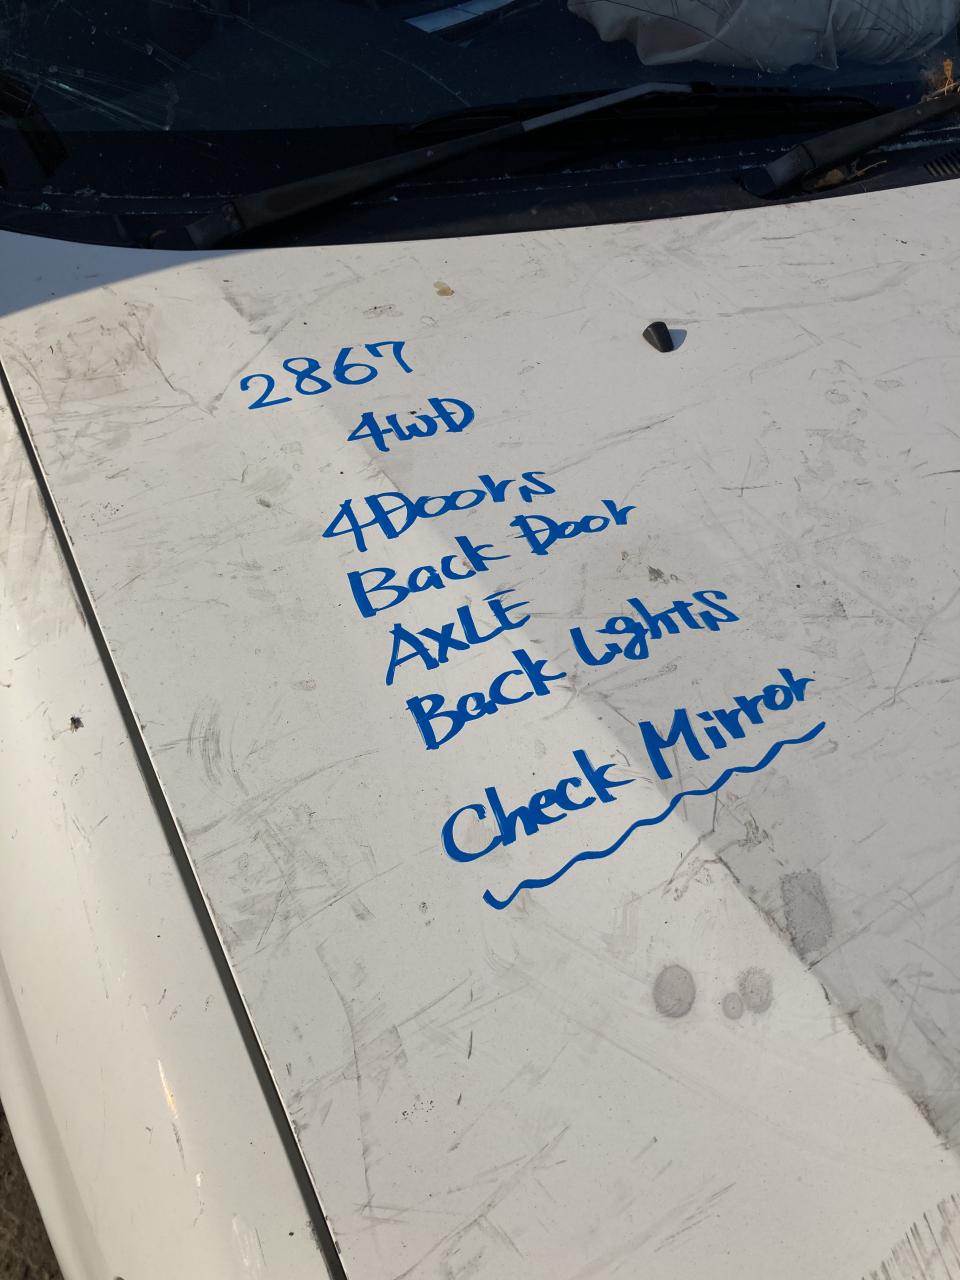 2867
4WD
4Doors
Back Door
AXLE
Back Lights
Check Mirror